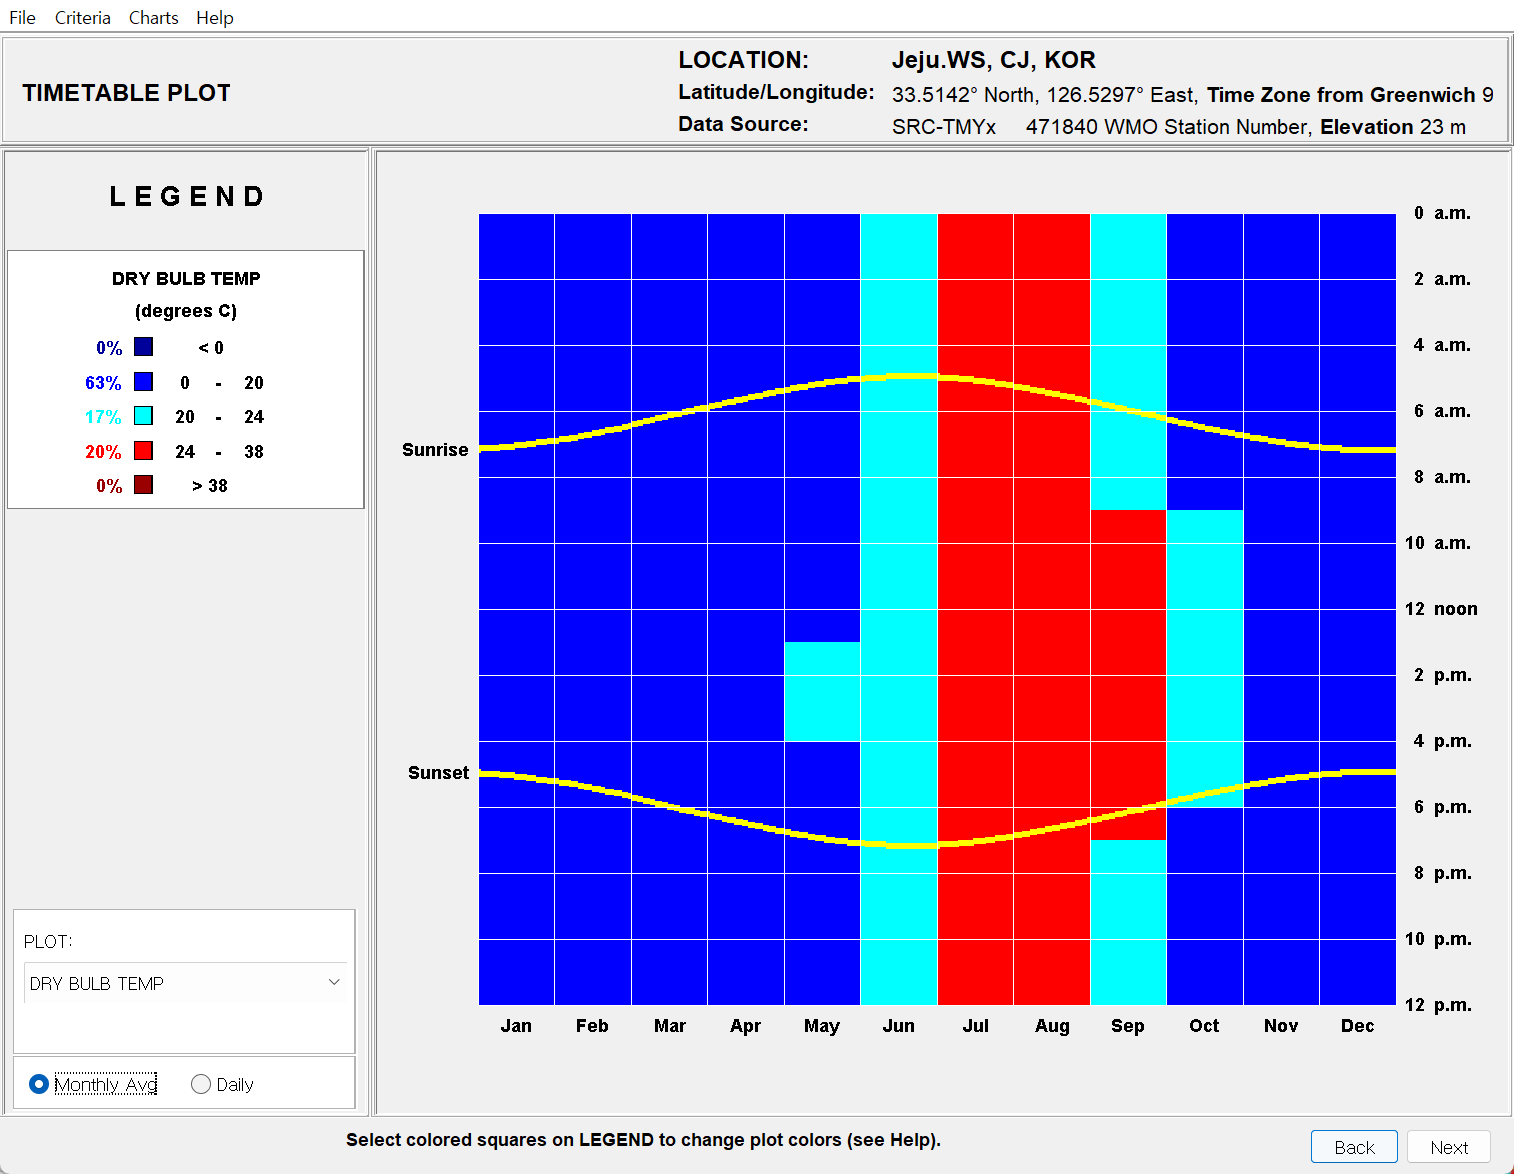 File Criteria Charts Help
TIMETABLE PLOT
LOCATION: Jeju.WS, CJ, KOR
Latitude/Longitude: 33.5142° North, 126.5297° East, Time Zone from Greenwich 9
Data Source: SRC-TMYx 471840 WMO Station Number, Elevation 23 m
LEGEND
DRY BULB TEMP
(degrees C)
0% < 0
63% 0 - 20
17% 20 - 24
20% 24 - 38
0% > 38
PLOT:
DRY BULB TEMP
Monthly Avg Daily
Sunrise
Sunset
0 a.m.
2 a.m.
4 a.m.
6 a.m.
8 a.m.
10 a.m.
12 noon
2 p.m.
4 p.m.
6 p.m.
8 p.m.
10 p.m.
12 p.m.
Jan Feb Mar Apr May Jun Jul Aug Sep Oct Nov Dec
Select colored squares on LEGEND to change plot colors (see Help).
Back Next